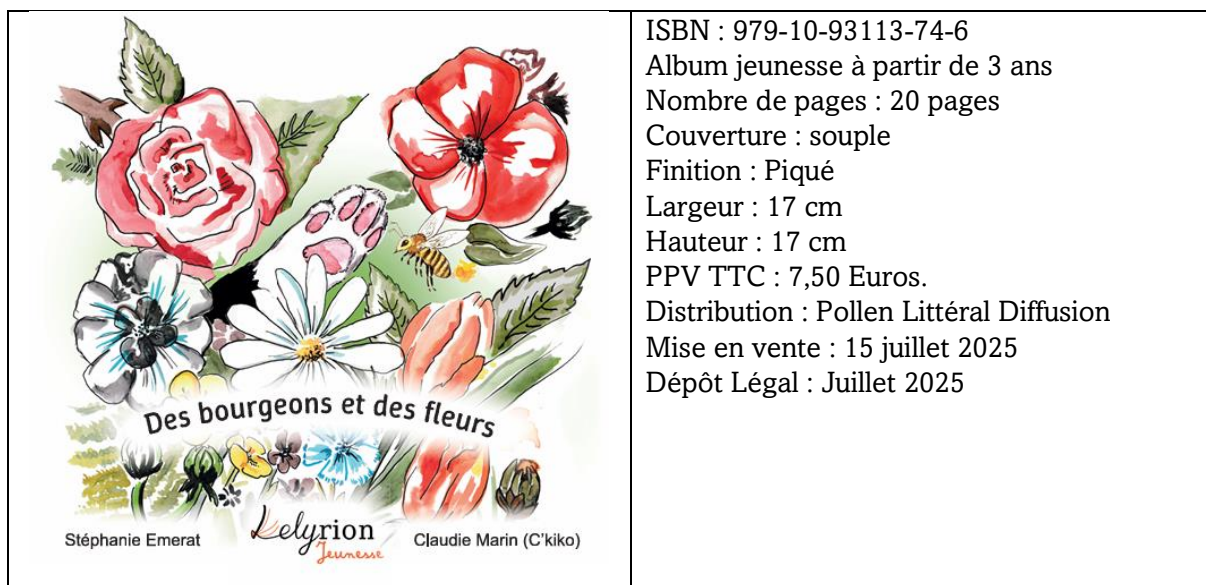 Des bourgeons et des fleurs
Stéphanie Emerat
Lelyrion
Jeunesse
Claudie Marin (C'kiko)
ISBN : 979-10-93113-74-6
Album jeunesse à partir de 3 ans
Nombre de pages : 20 pages
Couverture : souple
Finition : Piqué
Largeur : 17 cm
Hauteur : 17 cm
PPV TTC : 7,50 Euros.
Distribution : Pollen Littéral Diffusion
Mise en vente : 15 juillet 2025
Dépôt Légal : Juillet 2025